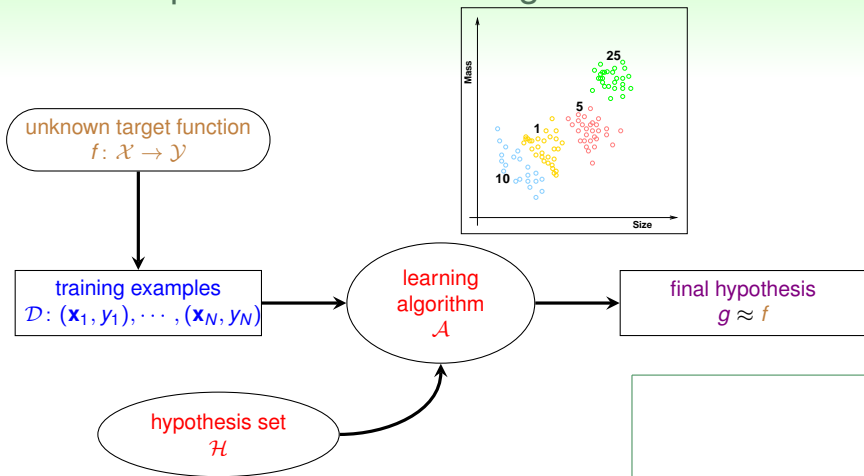 25
5
1
10
Mass
Size
unknown target function
f: 𝒳 → 𝒴
training examples
𝒟: (x₁, y₁), ⋯ , (x_N, y_N)
learning
algorithm
𝒜
final hypothesis
g ≈ f
hypothesis set
ℋ